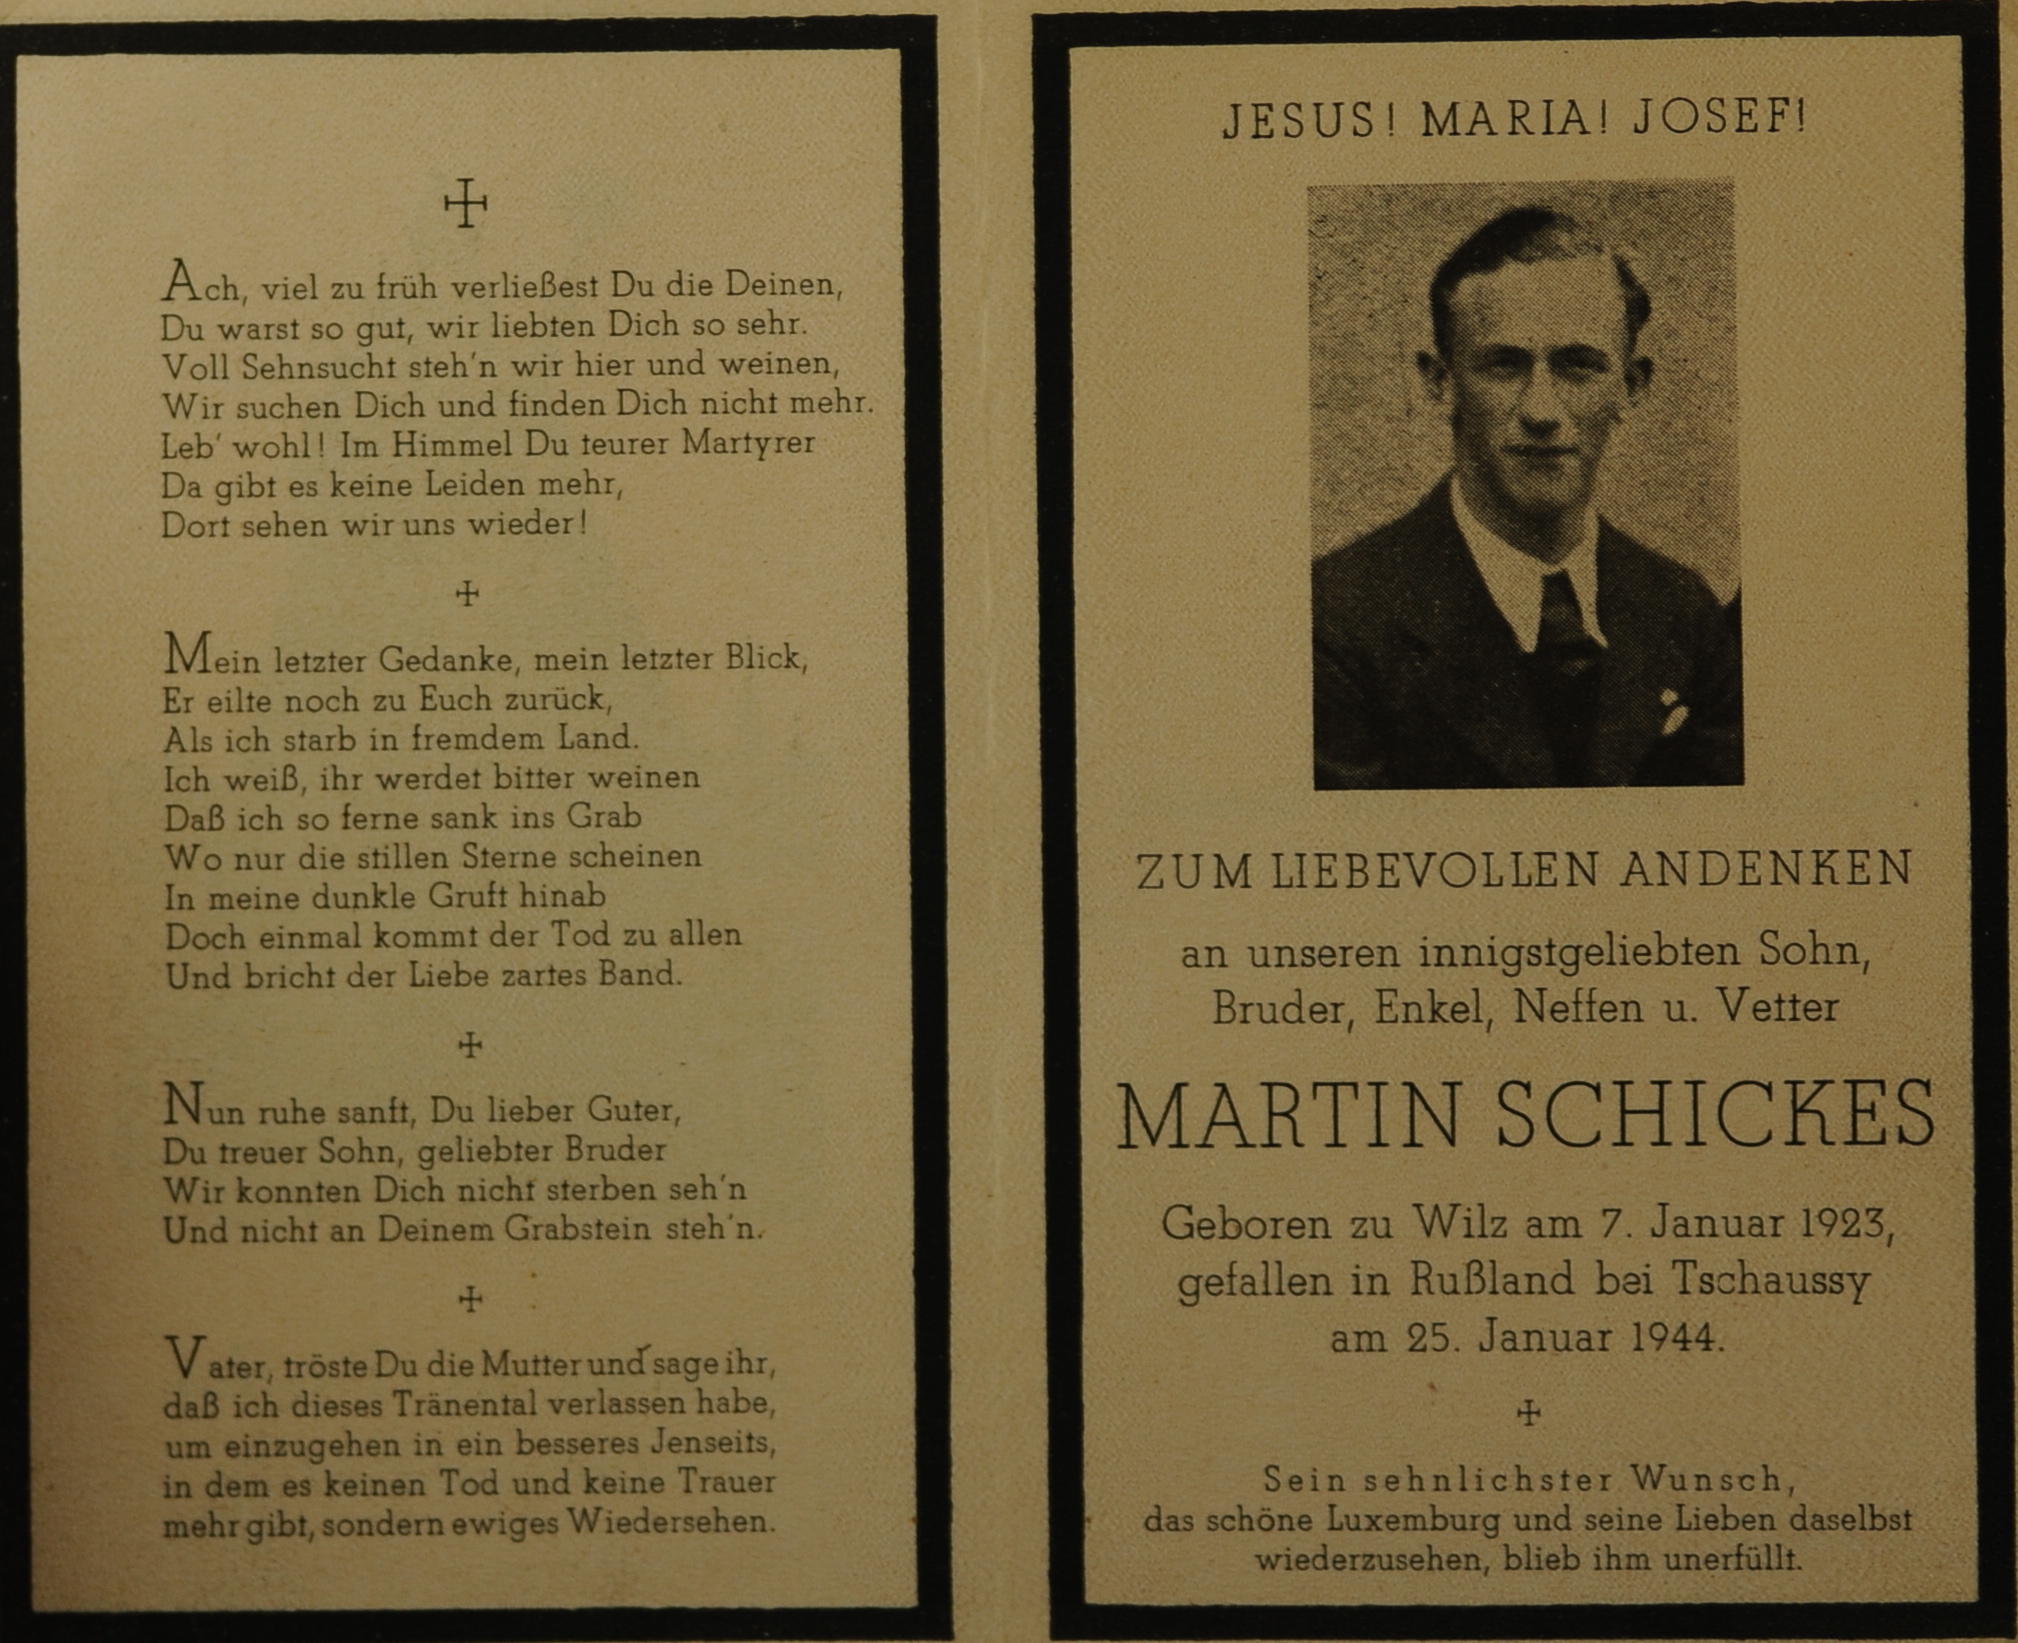 Ach, viel zu früh verließest Du die Deinen,
Du warst so gut, wir liebten Dich so sehr.
Voll Sehnsucht steh'n wir hier und weinen,
Wir suchen Dich und finden Dich nicht mehr.
Leb' wohl! Im Himmel Du teurer Martyrer
Da gibt es keine Leiden mehr,
Dort sehen wir uns wieder!
Mein letzter Gedanke, mein letzter Blick,
Er eilte noch zu Euch zurück,
Als ich starb in fremdem Land.
Ich weiß, ihr werdet bitter weinen
Daß ich so ferne sank ins Grab
Wo nur die stillen Sterne scheinen
In meine dunkle Gruft hinab
Doch einmal kommt der Tod zu allen
Und bricht der Liebe zartes Band.
Nun ruhe sanft, Du lieber Guter,
Du treuer Sohn, geliebter Bruder
Wir konnten Dich nicht sterben seh'n
Und nicht an Deinem Grabstein steh'n.
Vater, tröste Du die Mutter und sage ihr,
daß ich dieses Tränental verlassen habe,
um einzugehen in ein besseres Jenseits,
in dem es keinen Tod und keine Trauer
mehr gibt, sondern ewiges Wiedersehen.
JESUS! MARIA! JOSEF!
ZUM LIEBEVOLLEN ANDENKEN
an unseren innigstgeliebten Sohn,
Bruder, Enkel, Neffen u. Vetter
MARTIN SCHICKES
Geboren zu Wilz am 7. Januar 1923,
gefallen in Rußland bei Tschaussy
am 25. Januar 1944.
Sein sehnlichster Wunsch,
das schöne Luxemburg und seine Lieben daselbst
wiederzusehen, blieb ihm unerfüllt.